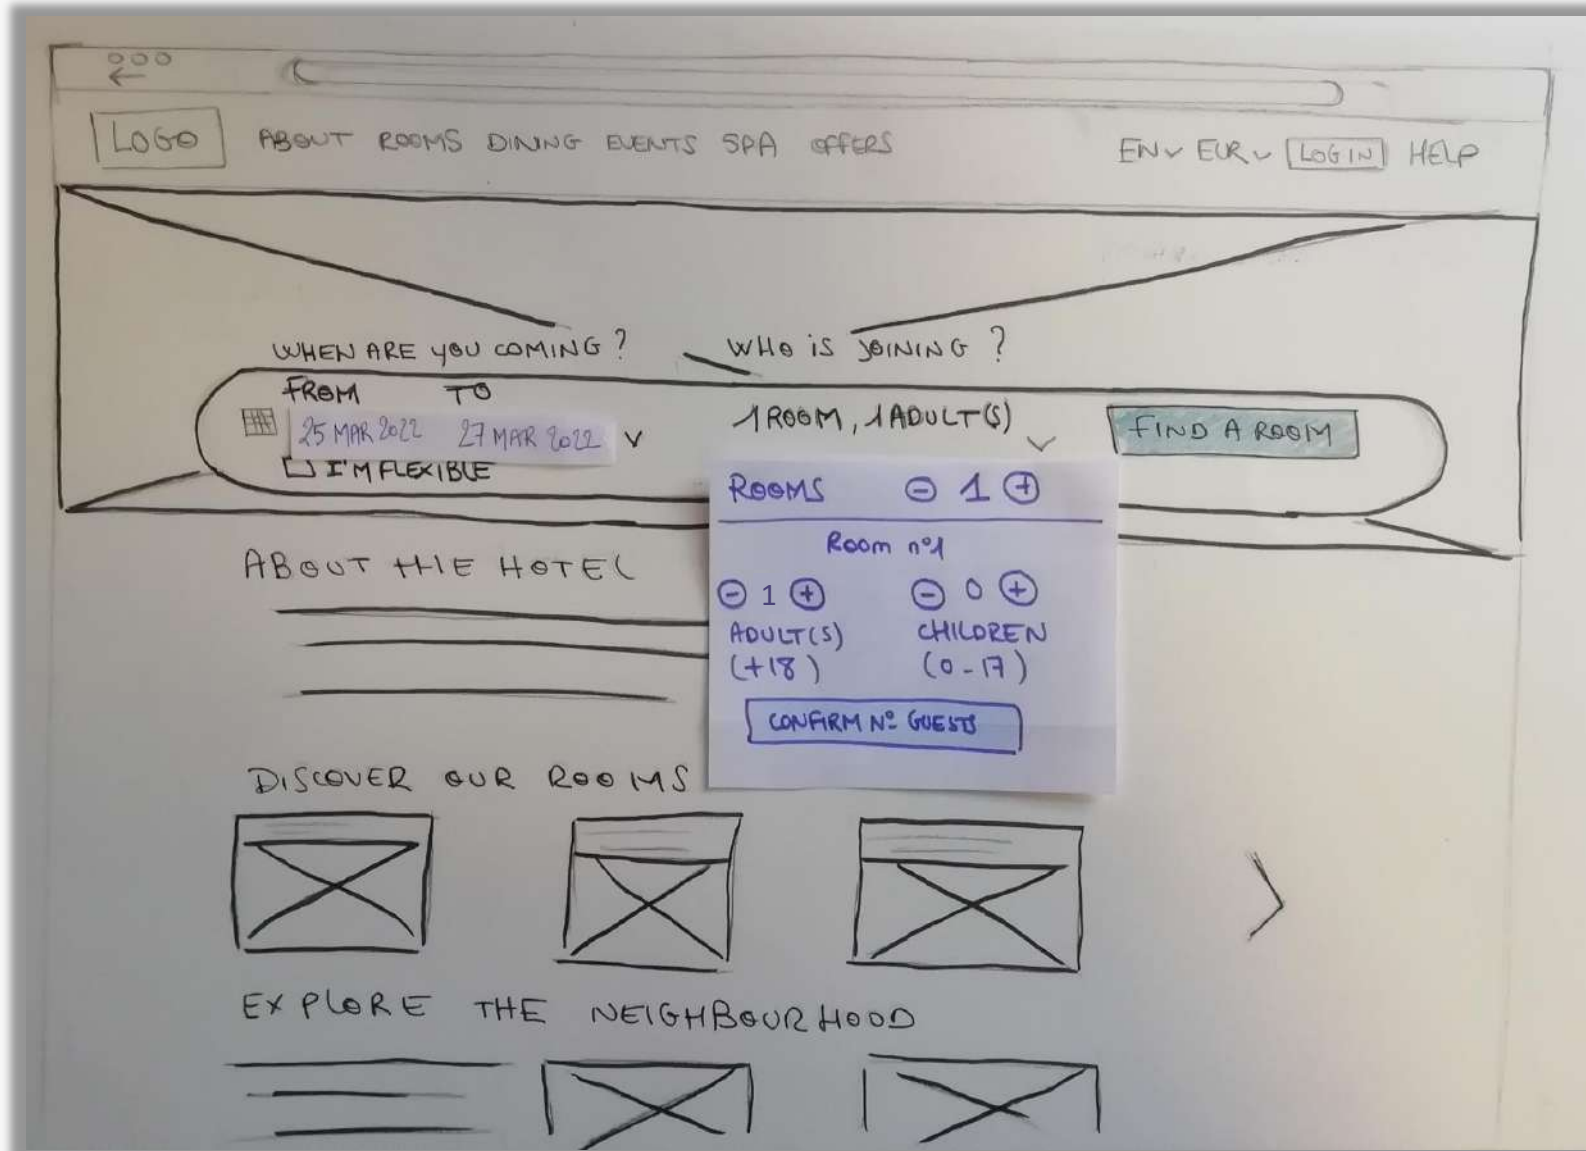 LOGO ABOUT ROOMS DINING EVENTS SPA OFFERS EN EUR LOGIN HELP
WHEN ARE YOU COMING? WHO IS JOINING?
FROM TO
25 MAR 2022 27 MAR 2022 1 ROOM, 1 ADULT(S) FIND A ROOM
I'M FLEXIBLE
ROOMS - 1 +
Room nº1
- 1 + - 0 +
ADULT(S) CHILDREN
(+18) (0-17)
CONFIRM Nº GUESTS
ABOUT THE HOTEL
DISCOVER OUR ROOMS
EXPLORE THE NEIGHBOURHOOD